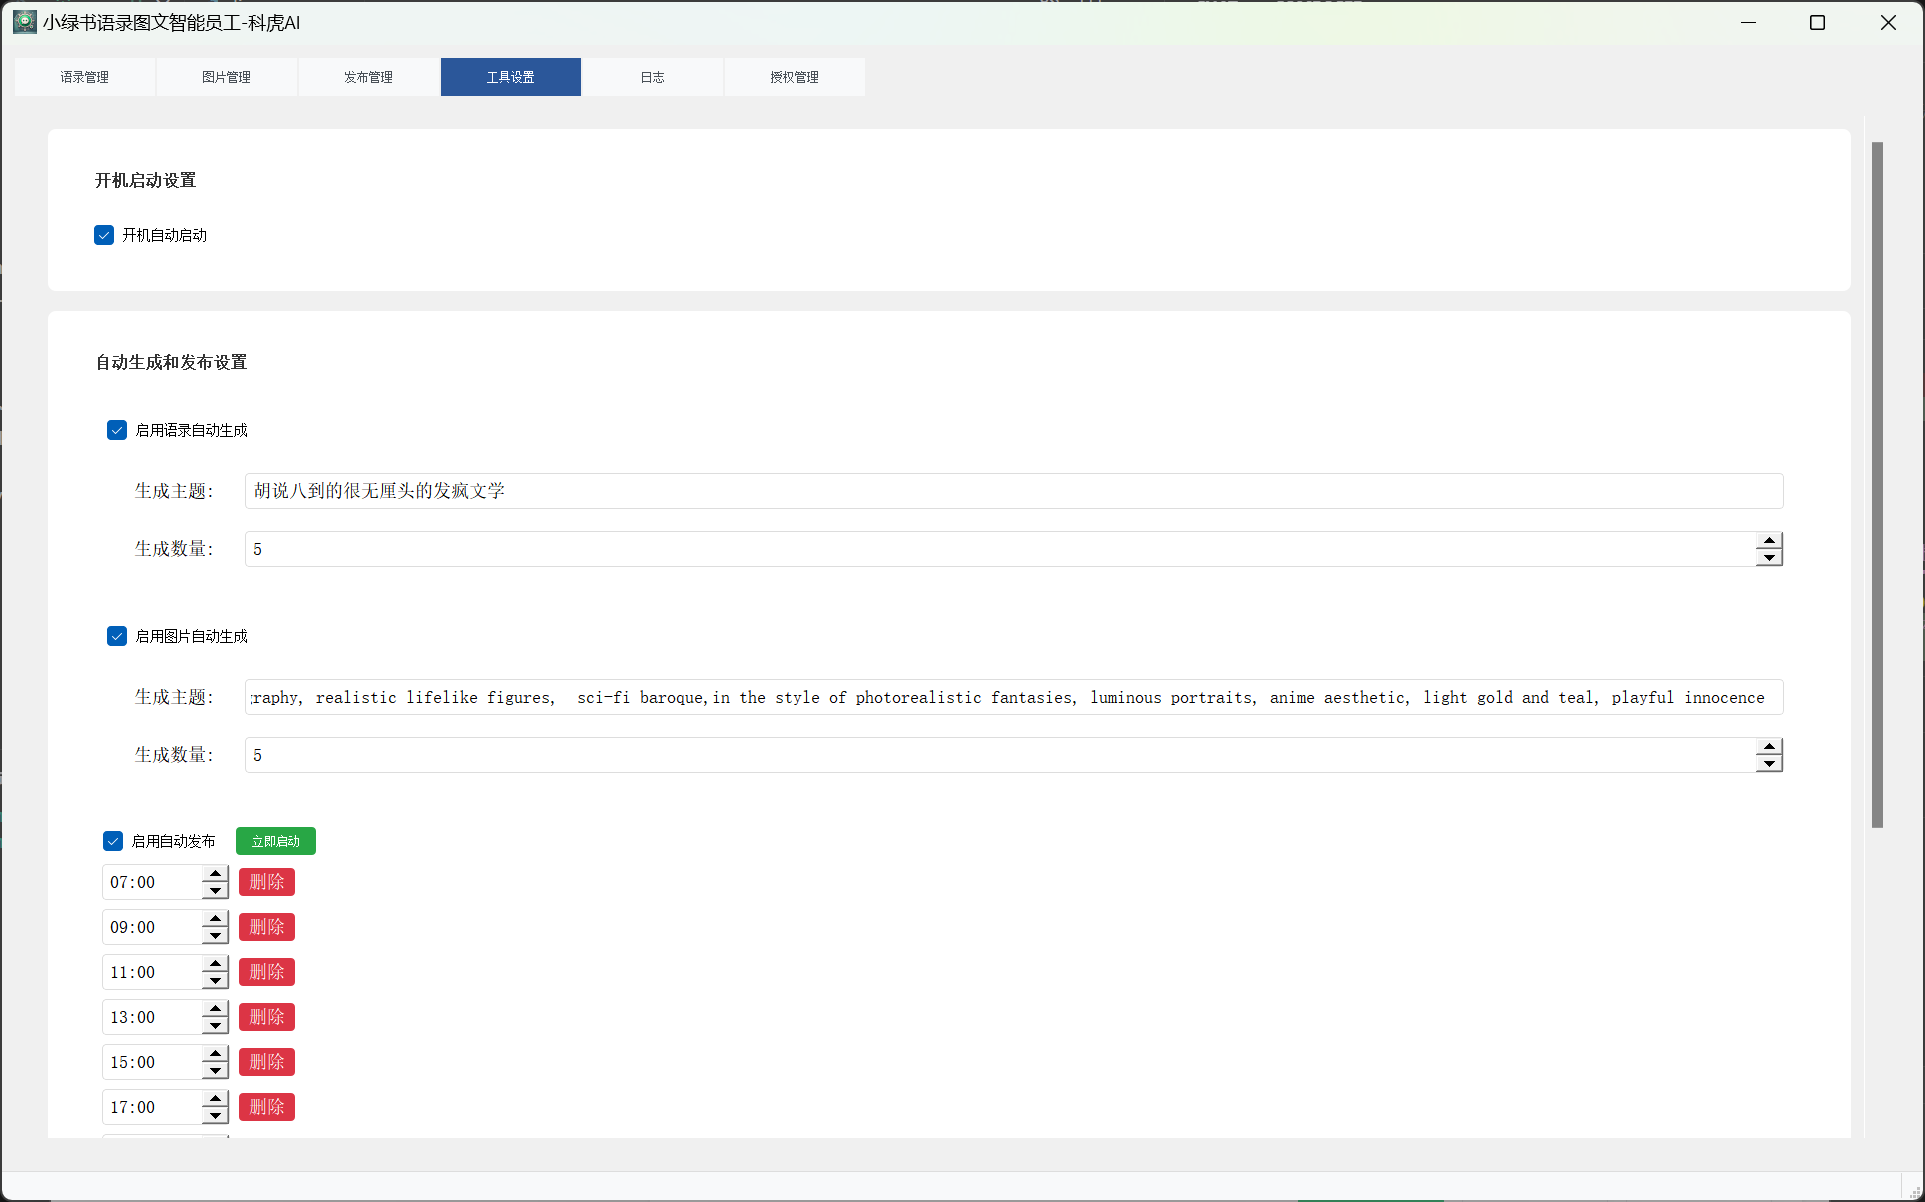 小绿书语录图文智能员工-科虎AI
语录管理 图片管理 发布管理 工具设置 日志 授权管理
开机启动设置
开机自动启动
自动生成和发布设置
启用语录自动生成
生成主题： 胡说八到的很无厘头的发疯文学
生成数量： 5
启用图片自动生成
生成主题： raphy, realistic lifelike figures,  sci-fi baroque,in the style of photorealistic fantasies, luminous portraits, anime aesthetic, light gold and teal, playful innocence
生成数量： 5
启用自动发布 立即启动
07:00 删除
09:00 删除
11:00 删除
13:00 删除
15:00 删除
17:00 删除